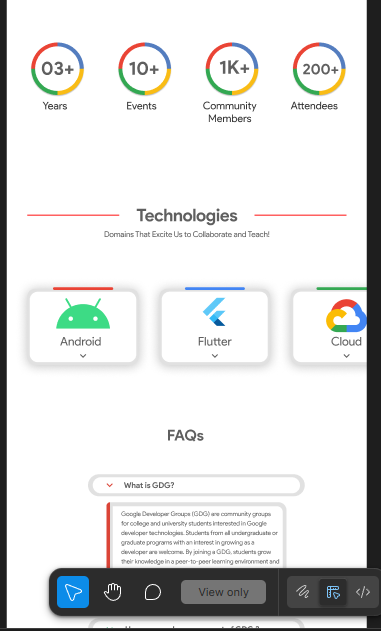 03+ 10+ 1K+ 200+
Years Events Community Members Attendees
Technologies
Domains That Excite Us to Collaborate and Teach!
Android Flutter Cloud
FAQs
What is GDG?
Google Developer Groups (GDG) are community groups
for college and university students interested in Google
developer technologies. Students from all undergraduate or
graduate programs with an interest in growing as a
developer are welcome. By joining a GDG, students grow
their knowledge in a peer-to-peer learning environment and
View only